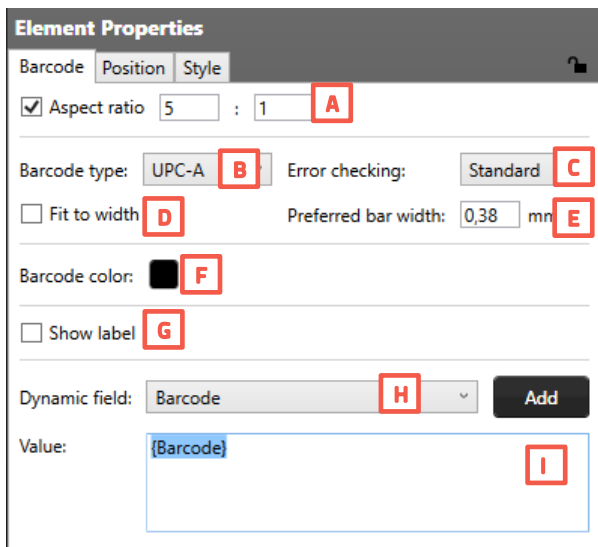 Element Properties
Barcode Position Style
Aspect ratio 5 : 1 A
Barcode type: UPC-A B Error checking: Standard C
Fit to width D Preferred bar width: 0,38 mm E
Barcode color: F
Show label G
Dynamic field: Barcode H Add
Value: {Barcode} I